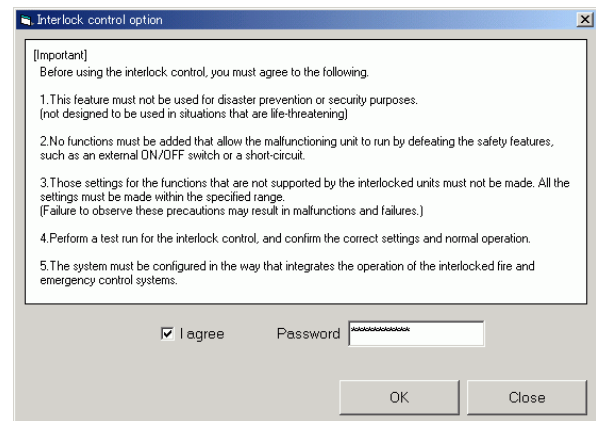 Interlock control option
[Important]
Before using the interlock control, you must agree to the following.
1.This feature must not be used for disaster prevention or security purposes.
(not designed to be used in situations that are life-threatening)
2.No functions must be added that allow the malfunctioning unit to run by defeating the safety features,
such as an external ON/OFF switch or a short-circuit.
3.Those settings for the functions that are not supported by the interlocked units must not be made. All the
settings must be made within the specified range.
(Failure to observe these precautions may result in malfunctions and failures.)
4.Perform a test run for the interlock control, and confirm the correct settings and normal operation.
5.The system must be configured in the way that integrates the operation of the interlocked fire and
emergency control systems.
I agree Password ************
OK Close